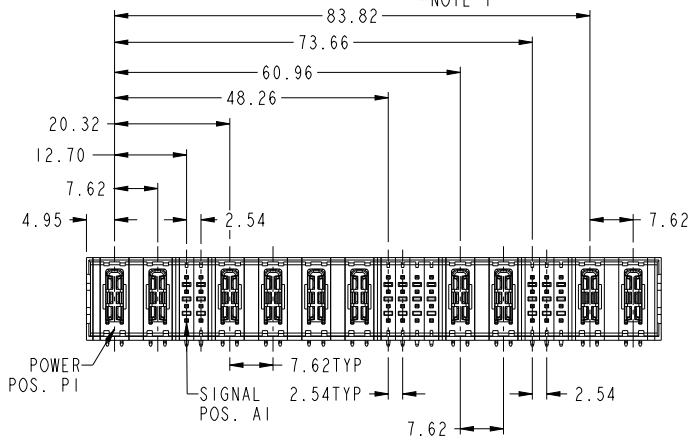 NOTE 1
83.82
73.66
60.96
48.26
20.32
12.70
7.62
4.95
2.54
7.62
POWER
POS. P1
SIGNAL
POS. A1
7.62TYP
2.54TYP
2.54
7.62